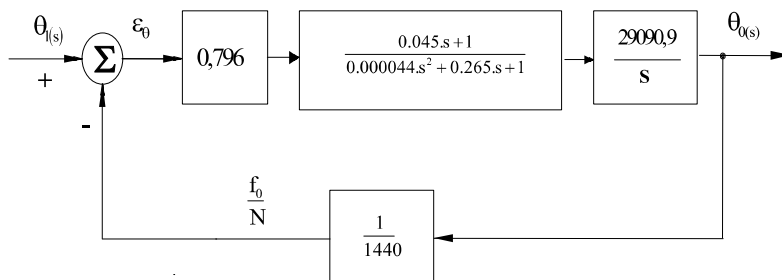 θI(s)
+
Σ
-
εθ
0,796
0.045.s+1
0.000044.s² + 0.265.s+1
29090,9
s
θ0(s)
f0
N
1
1440